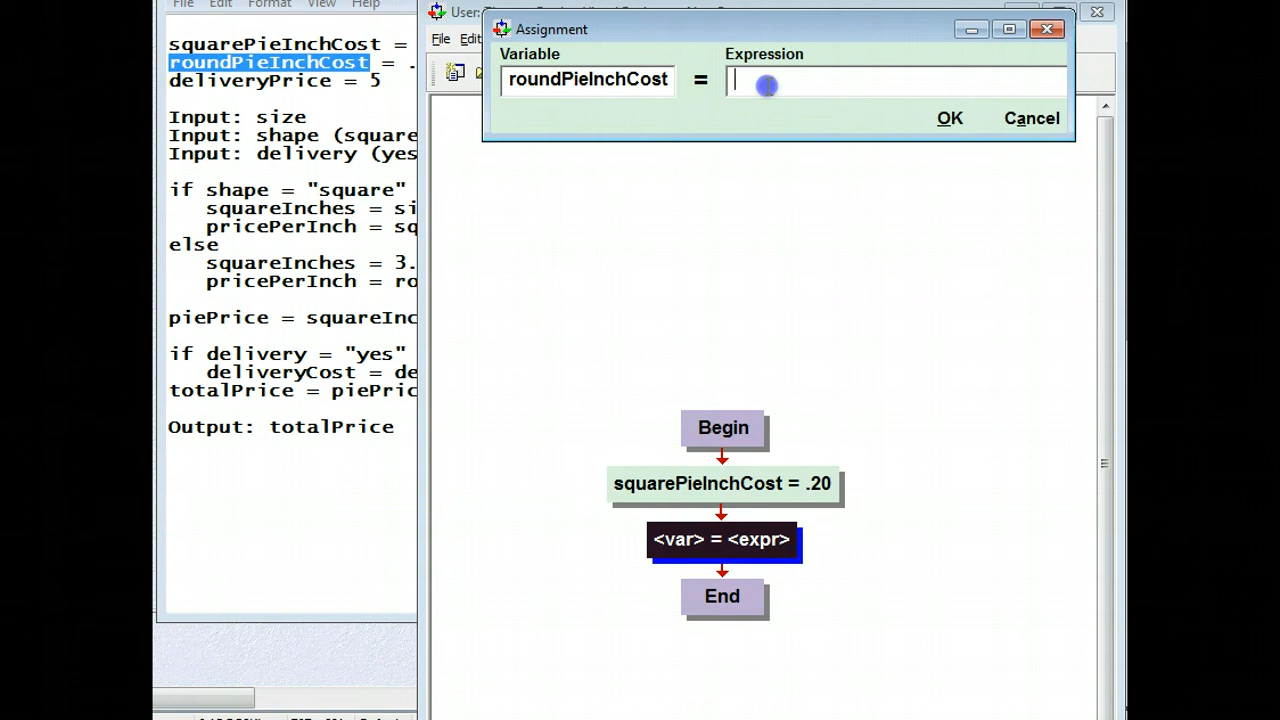 File Edit Format View Help
squarePieInchCost =
roundPieInchCost = .
deliveryPrice = 5
Input: size
Input: shape (square
Input: delivery (yes
if shape = "square"
squareInches = si
pricePerInch = sq
else
squareInches = 3.
pricePerInch = ro
piePrice = squareInc
if delivery = "yes"
deliveryCost = de
totalPrice = piePric
Output: totalPrice
User:
File Edit
Assignment
Variable Expression
roundPieInchCost =
OK Cancel
Begin
squarePieInchCost = .20
<var> = <expr>
End